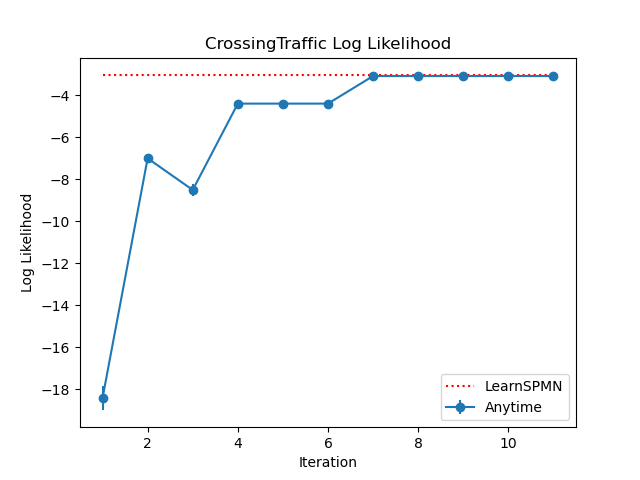 CrossingTraffic Log Likelihood
Log Likelihood
−4
−6
−8
−10
−12
−14
−16
−18
LearnSPMN
Anytime
2 4 6 8 10
Iteration